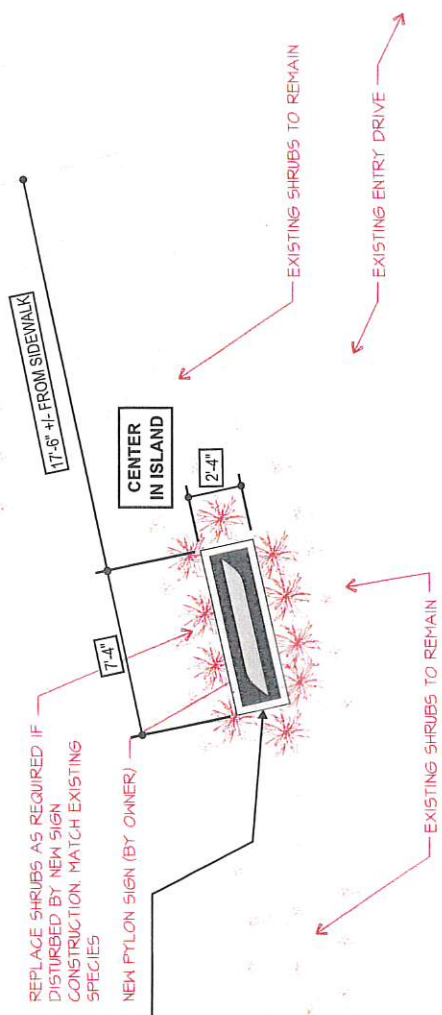 REPLACE SHRUBS AS REQUIRED IF
DISTURBED BY NEW SIGN
CONSTRUCTION. MATCH EXISTING
SPECIES
NEW PYLON SIGN (BY OWNER)
7'-4"
17'-6" +/- FROM SIDEWALK
CENTER
IN ISLAND
2'-4"
EXISTING SHRUBS TO REMAIN
EXISTING ENTRY DRIVE
EXISTING SHRUBS TO REMAIN